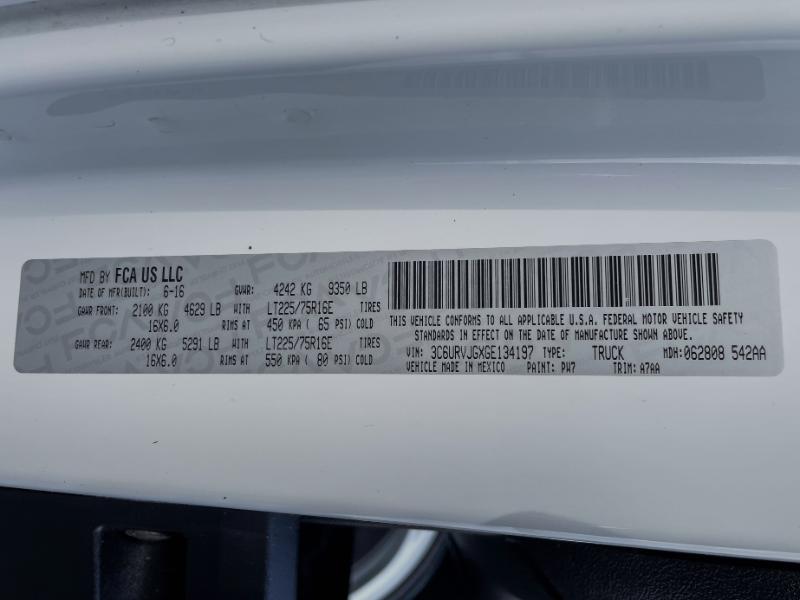 MFD BY FCA US LLC
DATE OF MFR(BUILT): 6-16 GVWR: 4242 KG 9350 LB
GAWR FRONT: 2100 KG 4629 LB WITH LT225/75R16E TIRES
16X6.0 RIMS AT 450 KPA ( 65 PSI) COLD
GAWR REAR: 2400 KG 5291 LB WITH LT225/75R16E TIRES
16X6.0 RIMS AT 550 KPA ( 80 PSI) COLD
THIS VEHICLE CONFORMS TO ALL APPLICABLE U.S.A. FEDERAL MOTOR VEHICLE SAFETY
STANDARDS IN EFFECT ON THE DATE OF MANUFACTURE SHOWN ABOVE.
VIN: 3C6URVJGXGE134197 TYPE: TRUCK MDH: 062808 542AA
VEHICLE MADE IN MEXICO PAINT: PW7 TRIM: A7AA